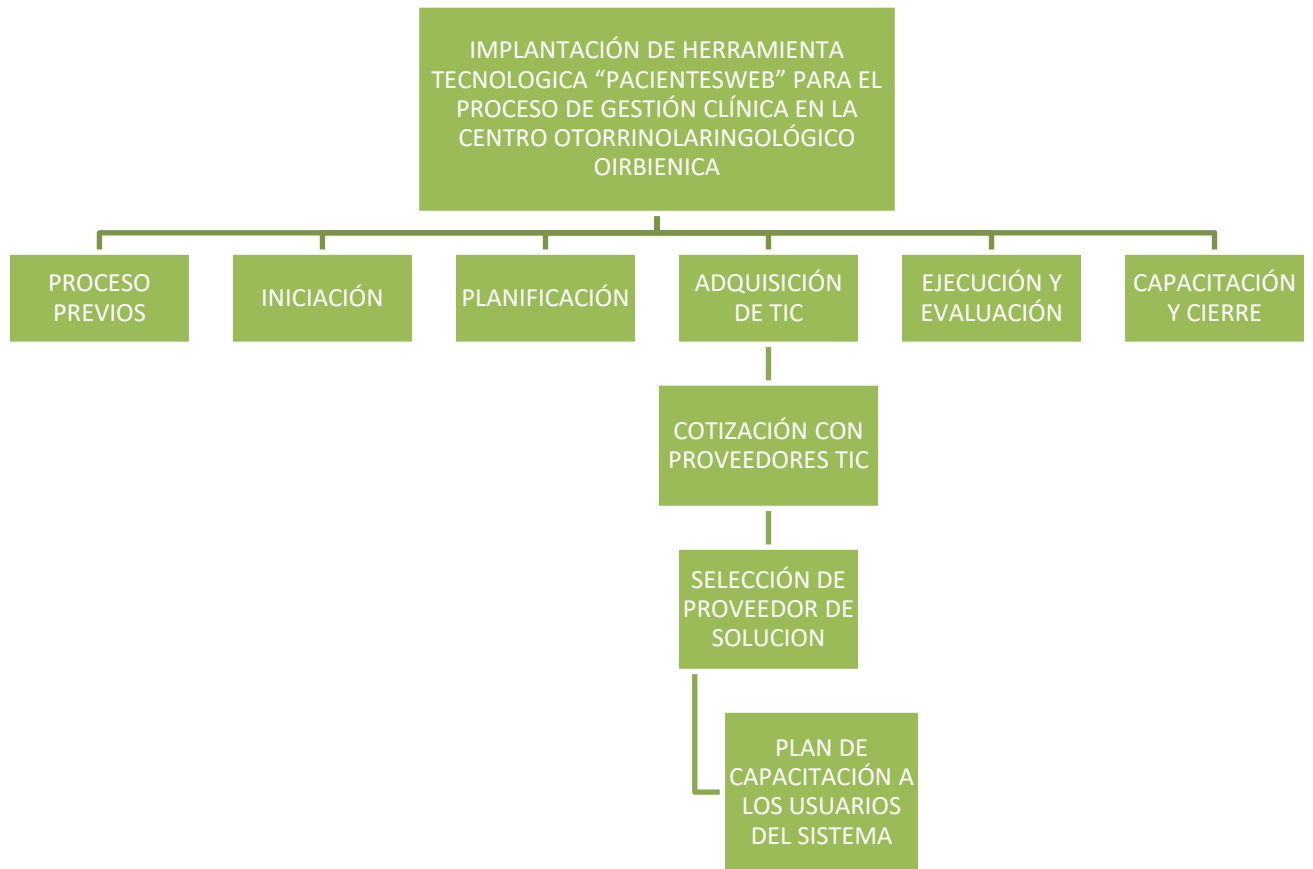 IMPLANTACIÓN DE HERRAMIENTA
TECNOLOGICA “PACIENTESWEB” PARA EL
PROCESO DE GESTIÓN CLÍNICA EN LA
CENTRO OTORRINOLARINGOLÓGICO
OIRBIENICA
PROCESO
PREVIOS
INICIACIÓN
PLANIFICACIÓN
ADQUISICIÓN
DE TIC
EJECUCIÓN Y
EVALUACIÓN
CAPACITACIÓN
Y CIERRE
COTIZACIÓN CON
PROVEEDORES TIC
SELECCIÓN DE
PROVEEDOR DE
SOLUCION
PLAN DE
CAPACITACIÓN A
LOS USUARIOS
DEL SISTEMA